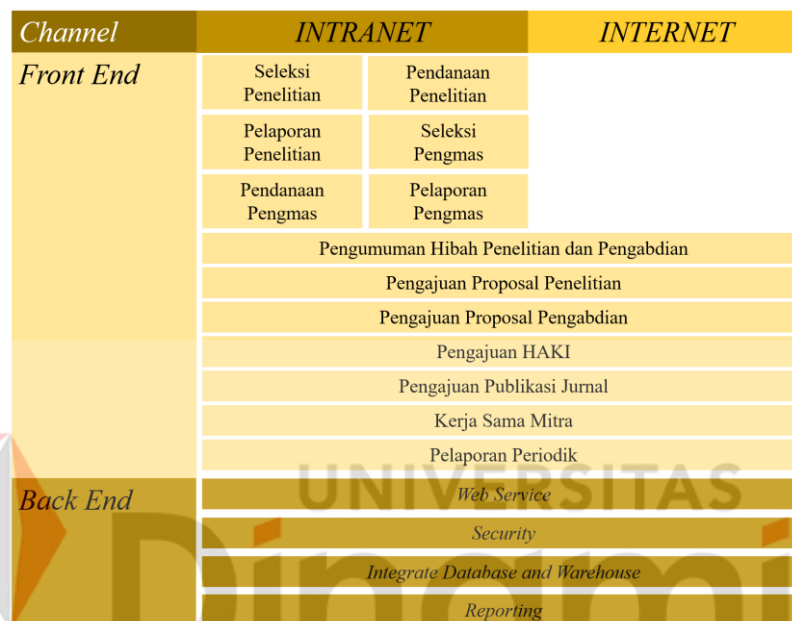 Channel INTRANET INTERNET
Front End
Seleksi
Penelitian
Pendanaan
Penelitian
Pelaporan
Penelitian
Seleksi
Pengmas
Pendanaan
Pengmas
Pelaporan
Pengmas
Pengumuman Hibah Penelitian dan Pengabdian
Pengajuan Proposal Penelitian
Pengajuan Proposal Pengabdian
Pengajuan HAKI
Pengajuan Publikasi Jurnal
Kerja Sama Mitra
Pelaporan Periodik
Back End
UNIVERSITAS
Web Service
Security
Integrate Database and Warehouse
Reporting